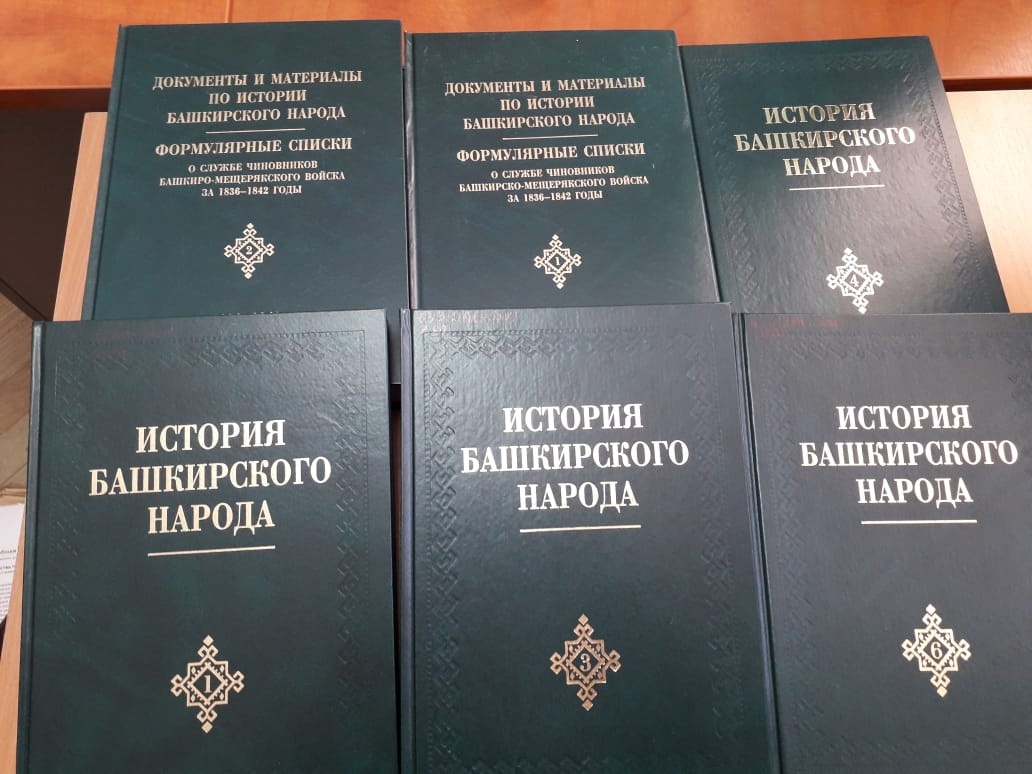 ДОКУМЕНТЫ И МАТЕРИАЛЫ
ПО ИСТОРИИ
БАШКИРСКОГО НАРОДА
ФОРМУЛЯРНЫЕ СПИСКИ
О СЛУЖБЕ ЧИНОВНИКОВ
БАШКИРО-МЕЩЕРЯКСКОГО ВОЙСКА
ЗА 1836–1842 ГОДЫ
2
ДОКУМЕНТЫ И МАТЕРИАЛЫ
ПО ИСТОРИИ
БАШКИРСКОГО НАРОДА
ФОРМУЛЯРНЫЕ СПИСКИ
О СЛУЖБЕ ЧИНОВНИКОВ
БАШКИРСКО-МЕЩЕРЯКСКОГО ВОЙСКА
ЗА 1836–1842 ГОДЫ
1
ИСТОРИЯ
БАШКИРСКОГО
НАРОДА
4
ИСТОРИЯ
БАШКИРСКОГО
НАРОДА
1
ИСТОРИЯ
БАШКИРСКОГО
НАРОДА
3
ИСТОРИЯ
БАШКИРСКОГО
НАРОДА
6